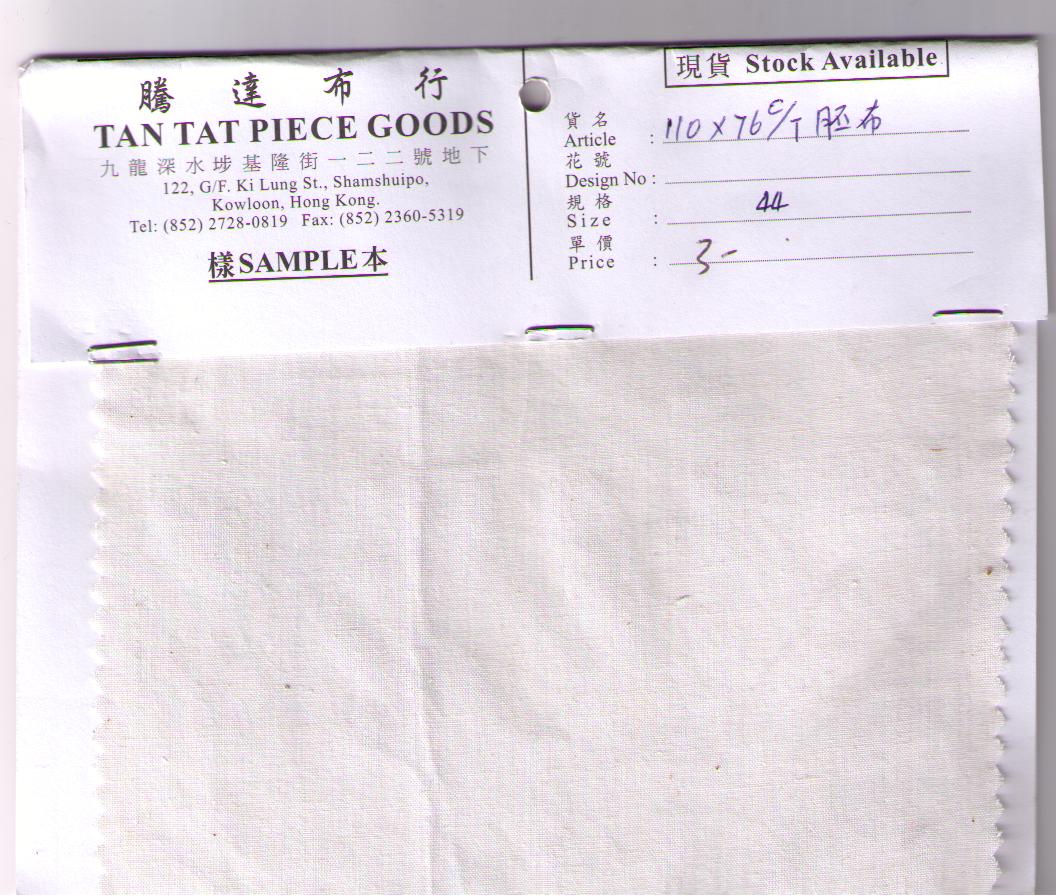 騰達布行
TAN TAT PIECE GOODS
九龍深水埗基隆街一二二號地下
122, G/F. Ki Lung St., Shamshuipo,
Kowloon, Hong Kong.
Tel: (852) 2728-0819 Fax: (852) 2360-5319
樣SAMPLE本
現貨 Stock Available
貨名
Article : 110 x 76 C/T 胚布
花號
Design No :
規格
Size : 44
單價
Price : 3-